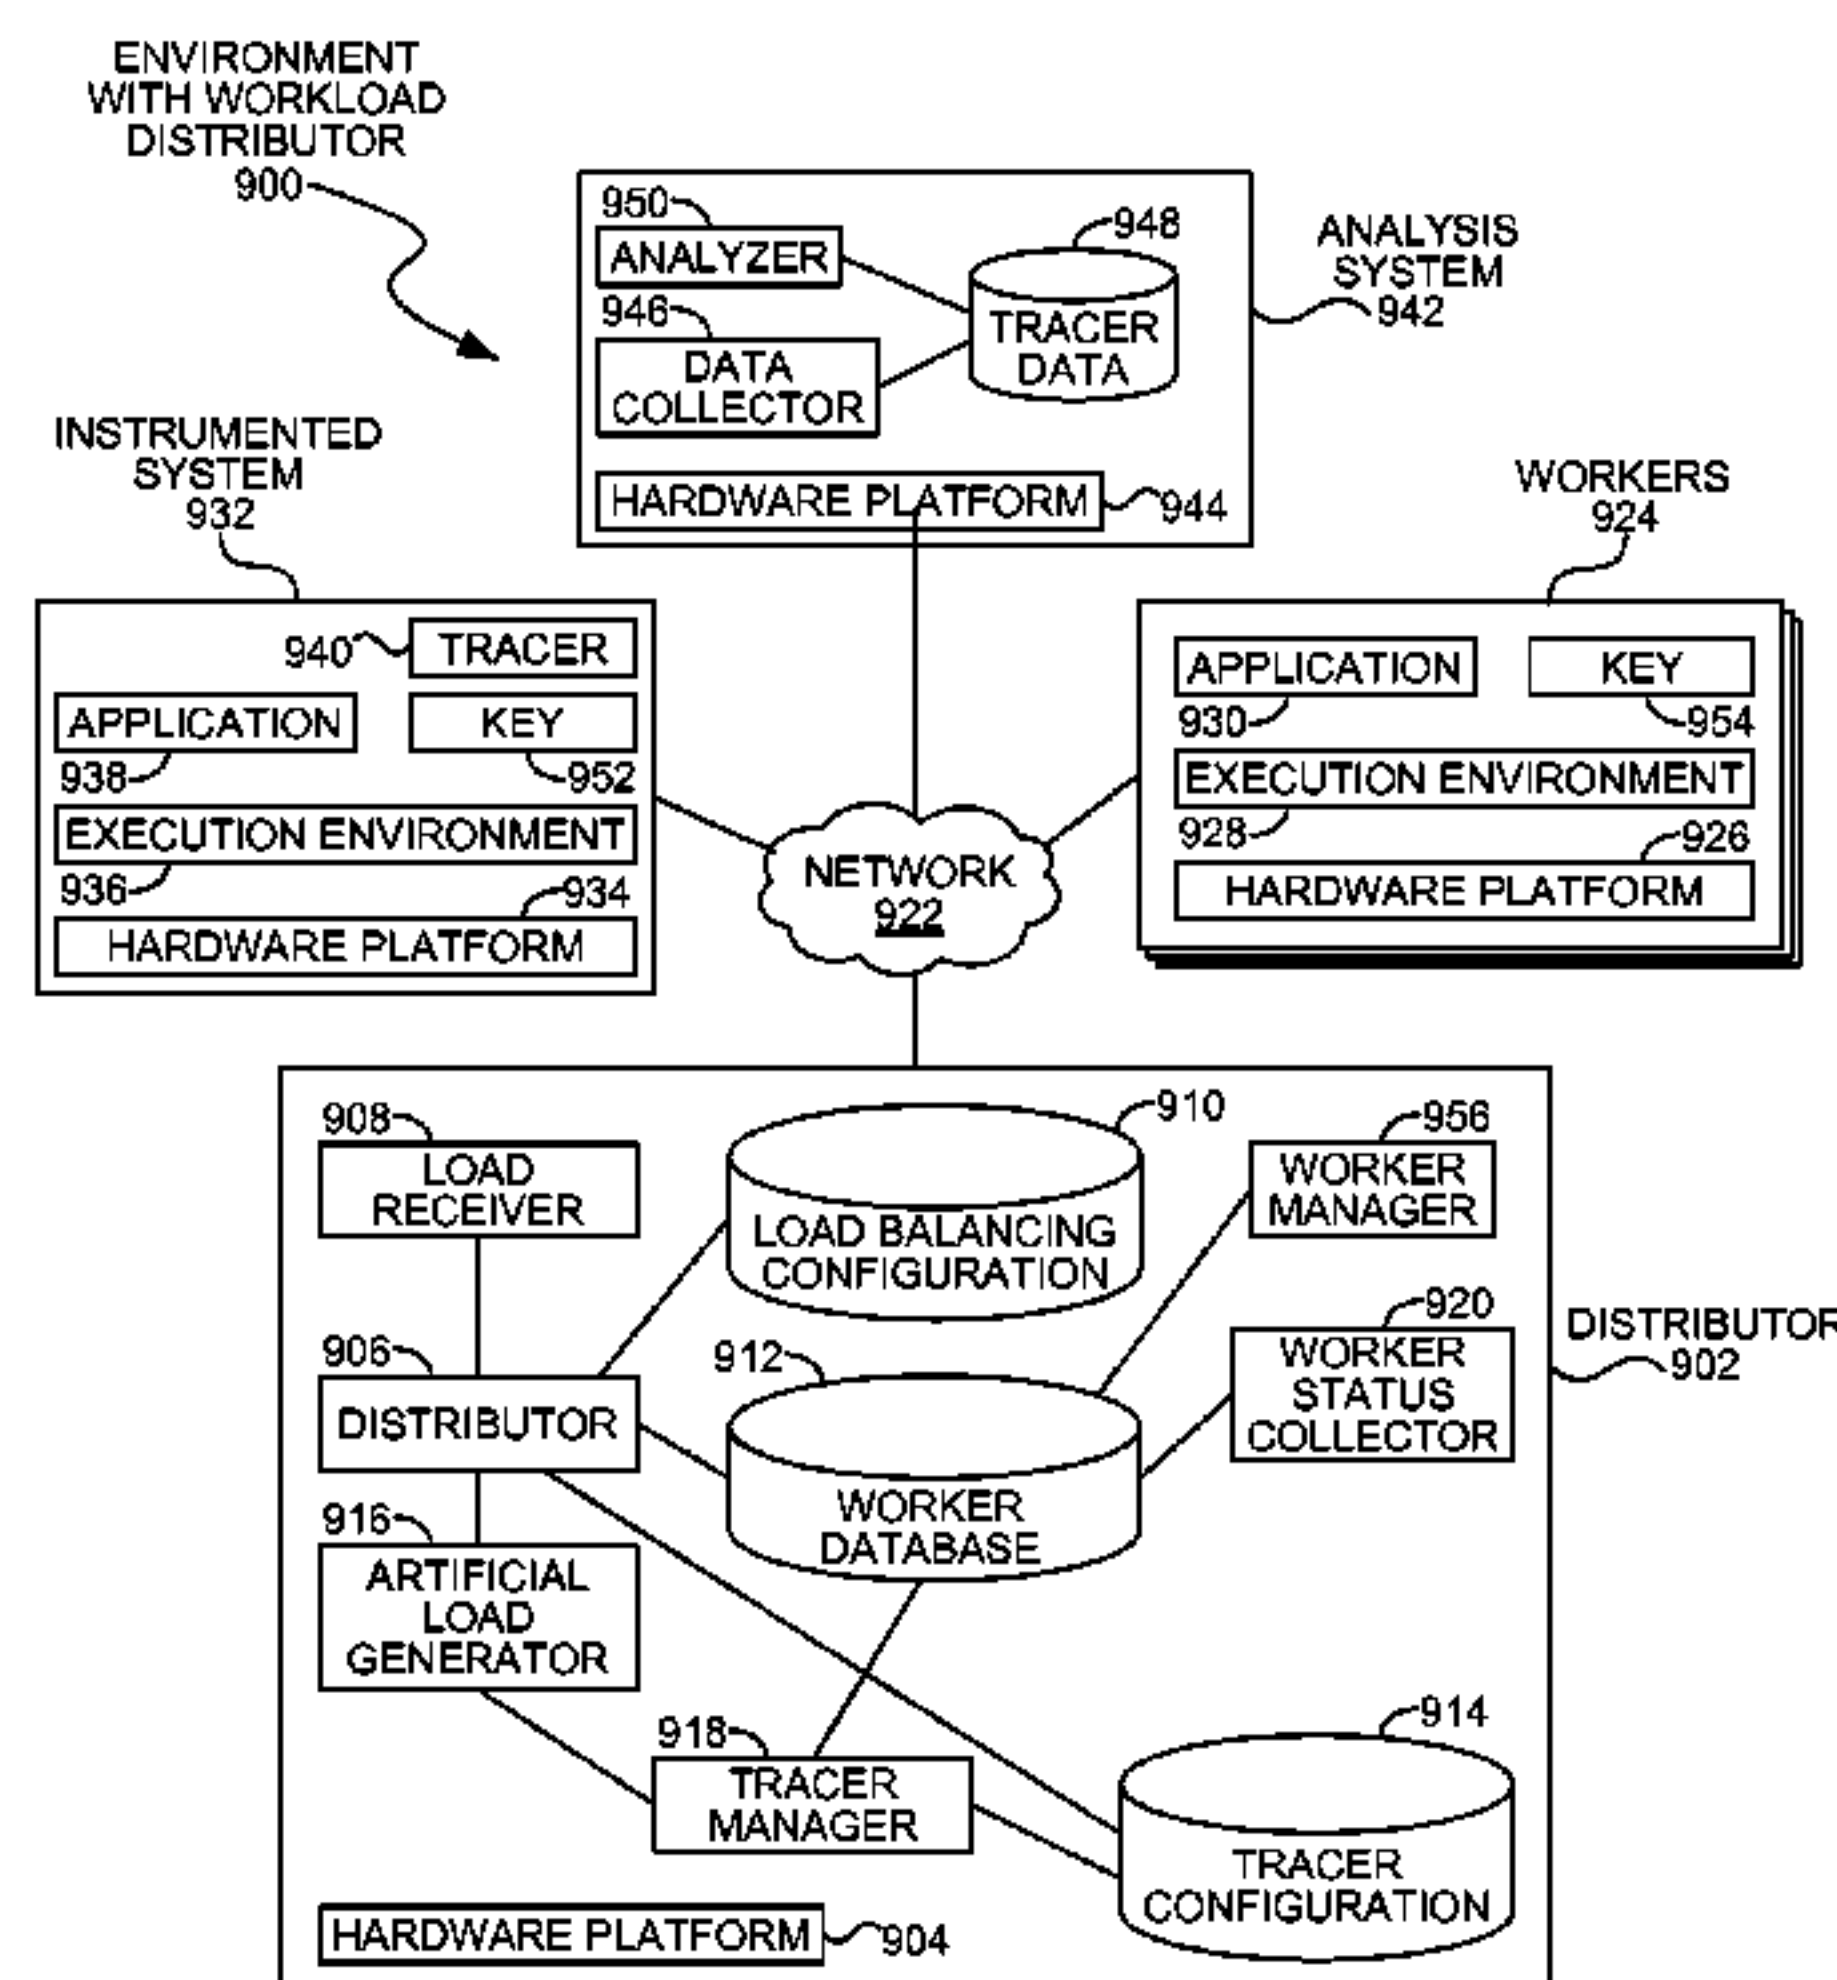 ENVIRONMENT
WITH WORKLOAD
DISTRIBUTOR
900
950
ANALYZER
948
TRACER
DATA
946
DATA
COLLECTOR
HARDWARE PLATFORM
944
ANALYSIS
SYSTEM
942
INSTRUMENTED
SYSTEM
932
940
TRACER
APPLICATION
938
KEY
952
EXECUTION ENVIRONMENT
936
934
HARDWARE PLATFORM
WORKERS
924
APPLICATION
930
KEY
954
EXECUTION ENVIRONMENT
928
926
HARDWARE PLATFORM
NETWORK
922
908
LOAD
RECEIVER
910
LOAD BALANCING
CONFIGURATION
956
WORKER
MANAGER
906
DISTRIBUTOR
912
WORKER
DATABASE
920
WORKER
STATUS
COLLECTOR
DISTRIBUTOR
902
916
ARTIFICIAL
LOAD
GENERATOR
918
TRACER
MANAGER
914
TRACER
CONFIGURATION
HARDWARE PLATFORM
904